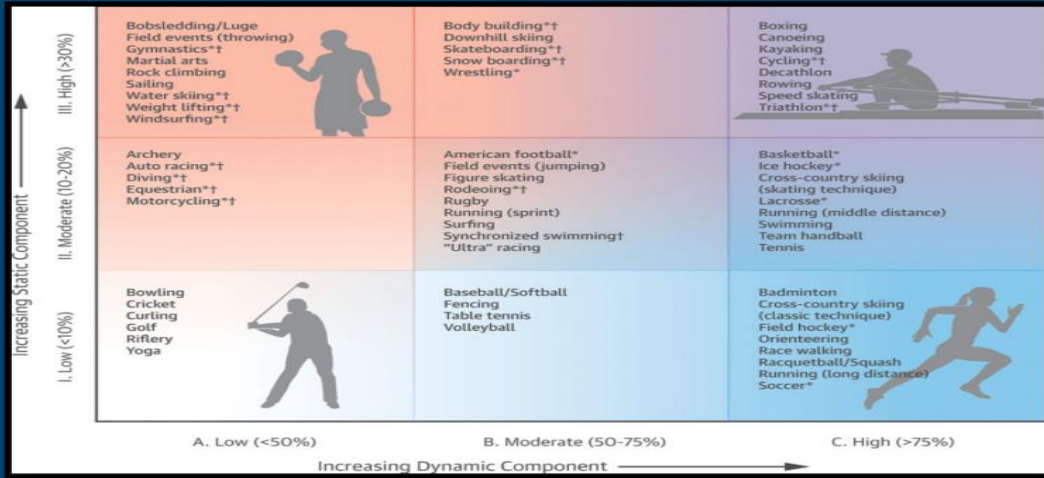 Increasing Static Component
III. High (>30%)
Bobsledding/Luge
Field events (throwing)
Gymnastics*†
Martial arts
Rock climbing
Sailing
Water skiing*†
Weight lifting*†
Windsurfing*†
Body building*†
Downhill skiing
Skateboarding*†
Snow boarding*†
Wrestling*
Boxing
Canoeing
Kayaking
Cycling*†
Decathlon
Rowing
Speed skating
Triathlon*†
II. Moderate (10-20%)
Archery
Auto racing*†
Diving*†
Equestrian*†
Motorcycling*†
American football*
Field events (jumping)
Figure skating
Rodeoing*†
Rugby
Running (sprint)
Surfing
Synchronized swimming†
"Ultra" racing
Basketball*
Ice hockey*
Cross-country skiing
(skating technique)
Lacrosse*
Running (middle distance)
Swimming
Team handball
Tennis
I. Low (<10%)
Bowling
Cricket
Curling
Golf
Riflery
Yoga
Baseball/Softball
Fencing
Table tennis
Volleyball
Badminton
Cross-country skiing
(classic technique)
Field hockey*
Orienteering
Race walking
Racquetball/Squash
Running (long distance)
Soccer*
A. Low (<50%)
B. Moderate (50-75%)
C. High (>75%)
Increasing Dynamic Component